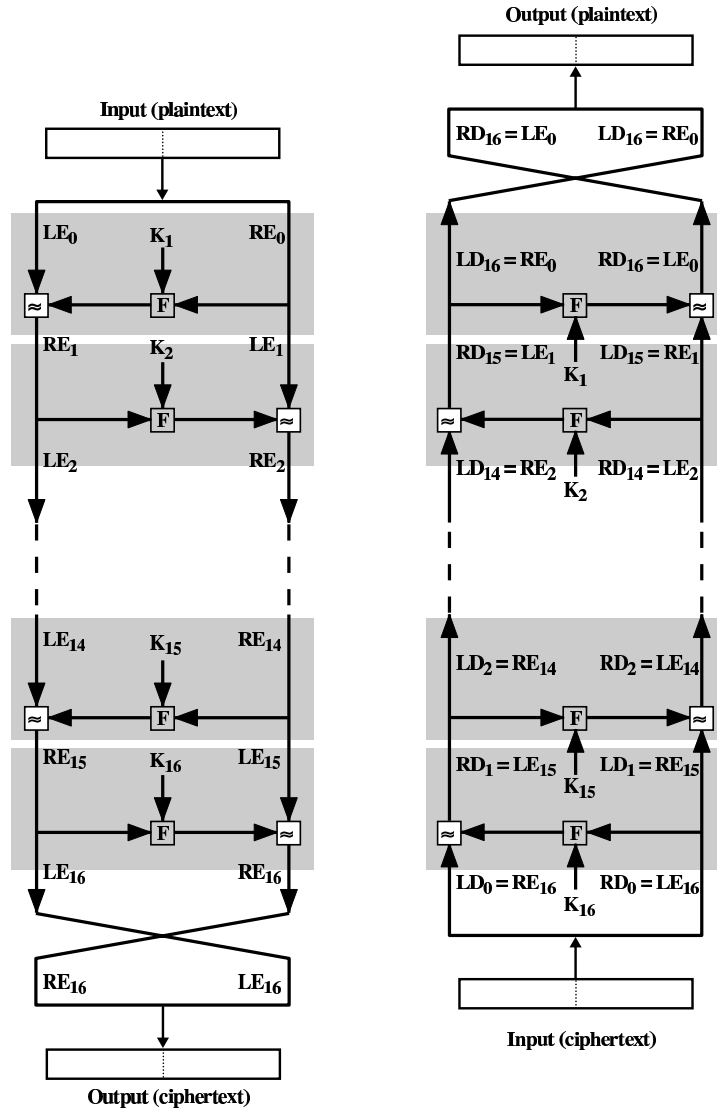 Input (plaintext)
LE0
K1
RE0
≈
F
RE1
K2
LE1
F
≈
LE2
RE2
LE14
K15
RE14
≈
F
RE15
K16
LE15
F
≈
LE16
RE16
RE16
LE16
Output (ciphertext)
Output (plaintext)
RD16 = LE0
LD16 = RE0
LD16 = RE0
RD16 = LE0
F
≈
RD15 = LE1
LD15 = RE1
K1
≈
F
LD14 = RE2
RD14 = LE2
K2
LD2 = RE14
RD2 = LE14
F
≈
RD1 = LE15
LD1 = RE15
K15
≈
F
LD0 = RE16
RD0 = LE16
K16
Input (ciphertext)